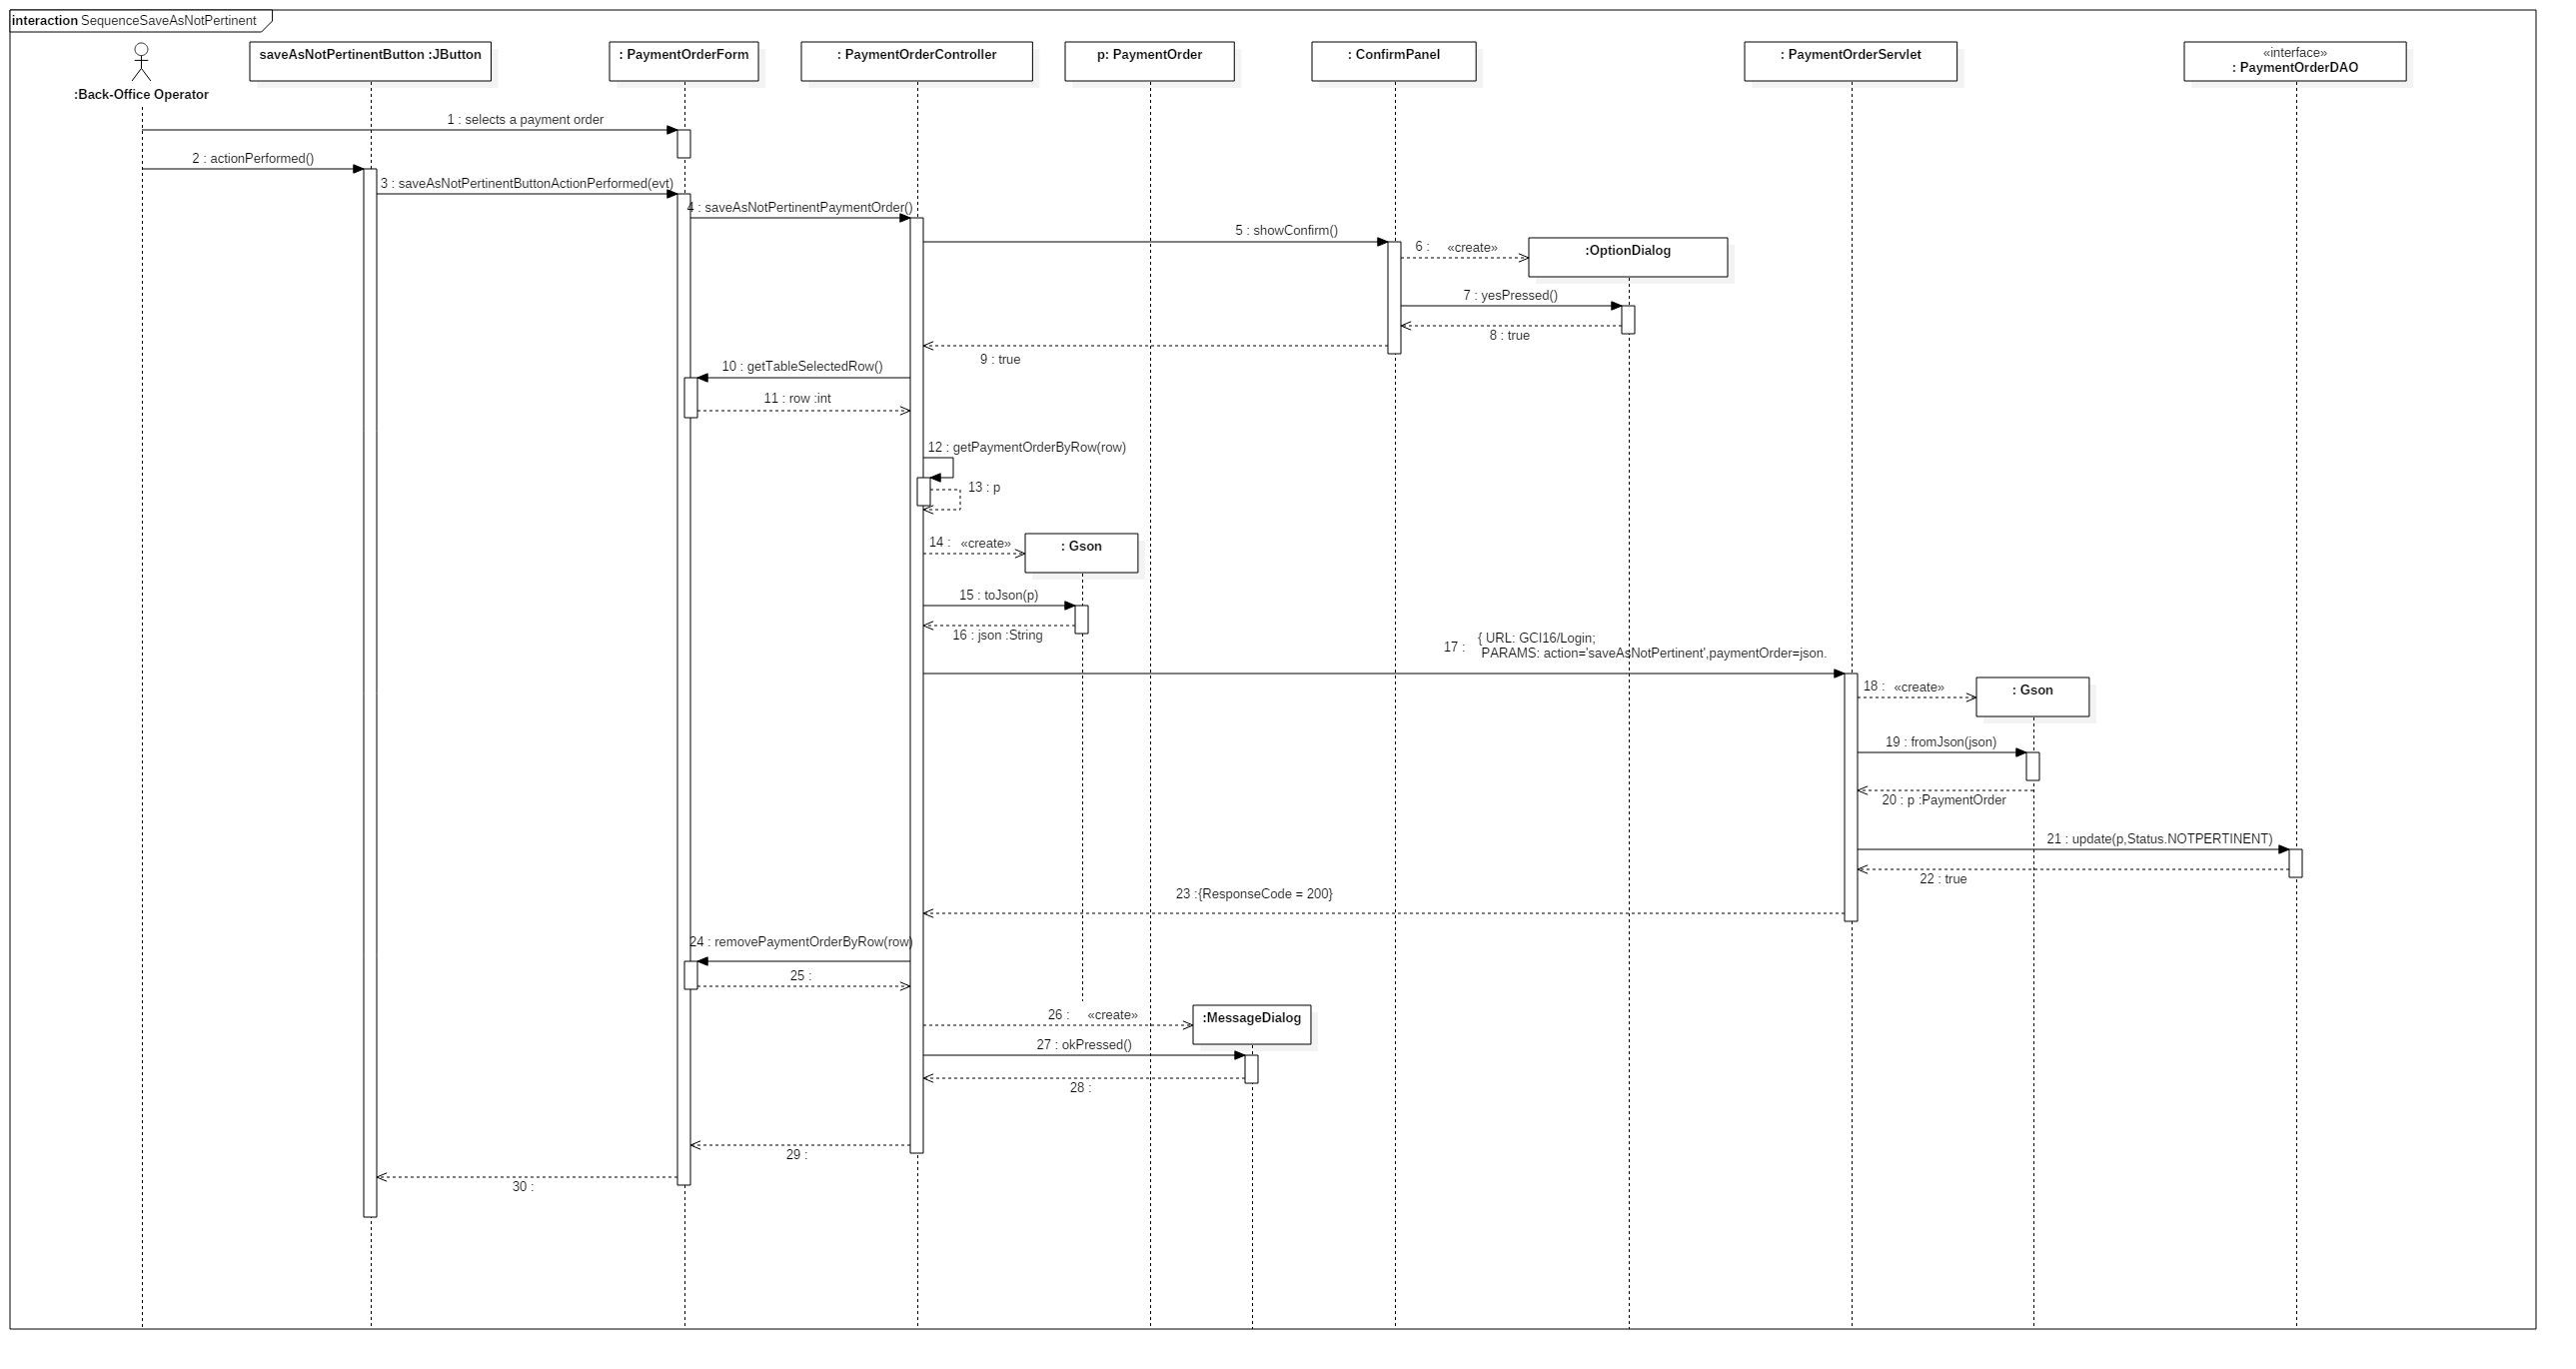 interaction SequenceSaveAsNotPertinent
:Back-Office Operator
saveAsNotPertinentButton :JButton
: PaymentOrderForm
: PaymentOrderController
p: PaymentOrder
: ConfirmPanel
: PaymentOrderServlet
«interface»
: PaymentOrderDAO
1 : selects a payment order
2 : actionPerformed()
3 : saveAsNotPertinentButtonActionPerformed(evt)
4 : saveAsNotPertinentPaymentOrder()
5 : showConfirm()
6 : «create»
:OptionDialog
7 : yesPressed()
8 : true
9 : true
10 : getTableSelectedRow()
11 : row :int
12 : getPaymentOrderByRow(row)
13 : p
14 : «create»
: Gson
15 : toJson(p)
16 : json :String
17 : { URL: GCI16/Login;
PARAMS: action='saveAsNotPertinent',paymentOrder=json.
18 : «create»
: Gson
19 : fromJson(json)
20 : p :PaymentOrder
21 : update(p,Status.NOTPERTINENT)
22 : true
23 :{ResponseCode = 200}
24 : removePaymentOrderByRow(row)
25 :
26 : «create»
:MessageDialog
27 : okPressed()
28 :
29 :
30 :